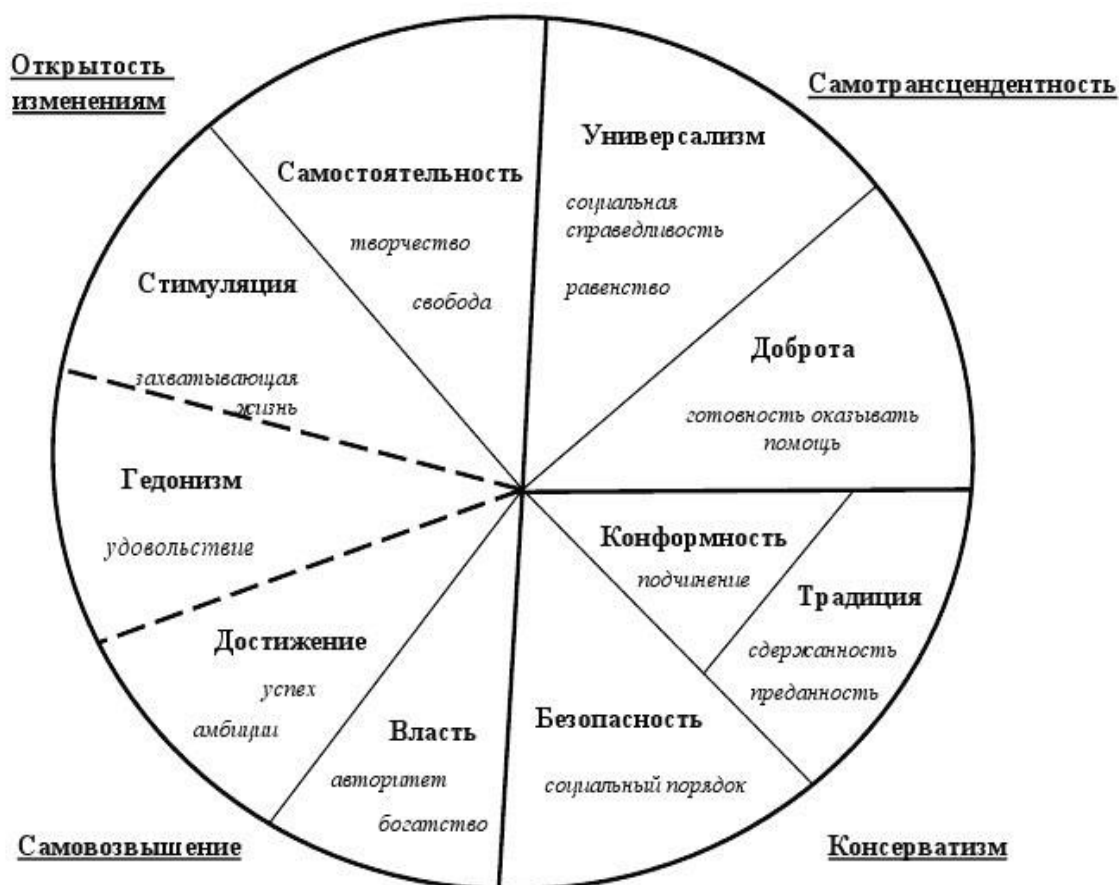 Открытость
изменениям
Самотрансцендентность
Универсализм
Самостоятельность
социальная
справедливость
творчество
равенство
свобода
Стимуляция
Доброта
захватывающая
жизнь
готовность оказывать
помощь
Гедонизм
удовольствие
Конформность
подчинение
Традиция
сдержанность
преданность
Достижение
успех
амбиции
Власть
авторитет
богатство
Безопасность
социальный порядок
Самовозвышение
Консерватизм